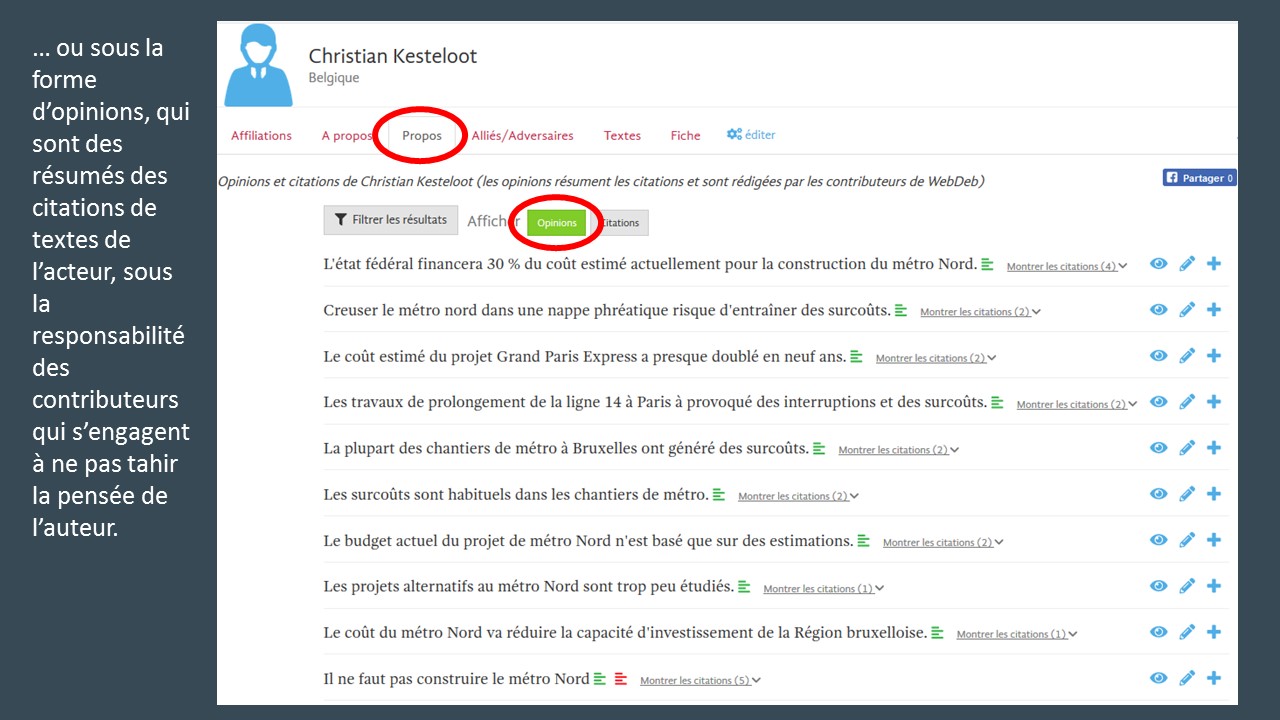 ... ou sous la
forme
d'opinions, qui
sont des
résumés des
citations de
textes de
l'acteur, sous
la
responsabilité
des
contributeurs
qui s'engagent
à ne pas tahir
la pensée de
l'auteur.
Christian Kesteloot
Belgique
Affiliations A propos Propos Alliés/Adversaires Textes Fiche éditer
Opinions et citations de Christian Kesteloot (les opinions résument les citations et sont rédigées par les contributeurs de WebDeb)
Partager 0
Filtrer les résultats Afficher Opinions Citations
L'état fédéral financera 30 % du coût estimé actuellement pour la construction du métro Nord. Montrer les citations (4)
Creuser le métro nord dans une nappe phréatique risque d'entraîner des surcoûts. Montrer les citations (2)
Le coût estimé du projet Grand Paris Express a presque doublé en neuf ans. Montrer les citations (2)
Les travaux de prolongement de la ligne 14 à Paris à provoqué des interruptions et des surcoûts. Montrer les citations (2)
La plupart des chantiers de métro à Bruxelles ont généré des surcoûts. Montrer les citations (2)
Les surcoûts sont habituels dans les chantiers de métro. Montrer les citations (2)
Le budget actuel du projet de métro Nord n'est basé que sur des estimations. Montrer les citations (2)
Les projets alternatifs au métro Nord sont trop peu étudiés. Montrer les citations (1)
Le coût du métro Nord va réduire la capacité d'investissement de la Région bruxelloise. Montrer les citations (1)
Il ne faut pas construire le métro Nord Montrer les citations (5)